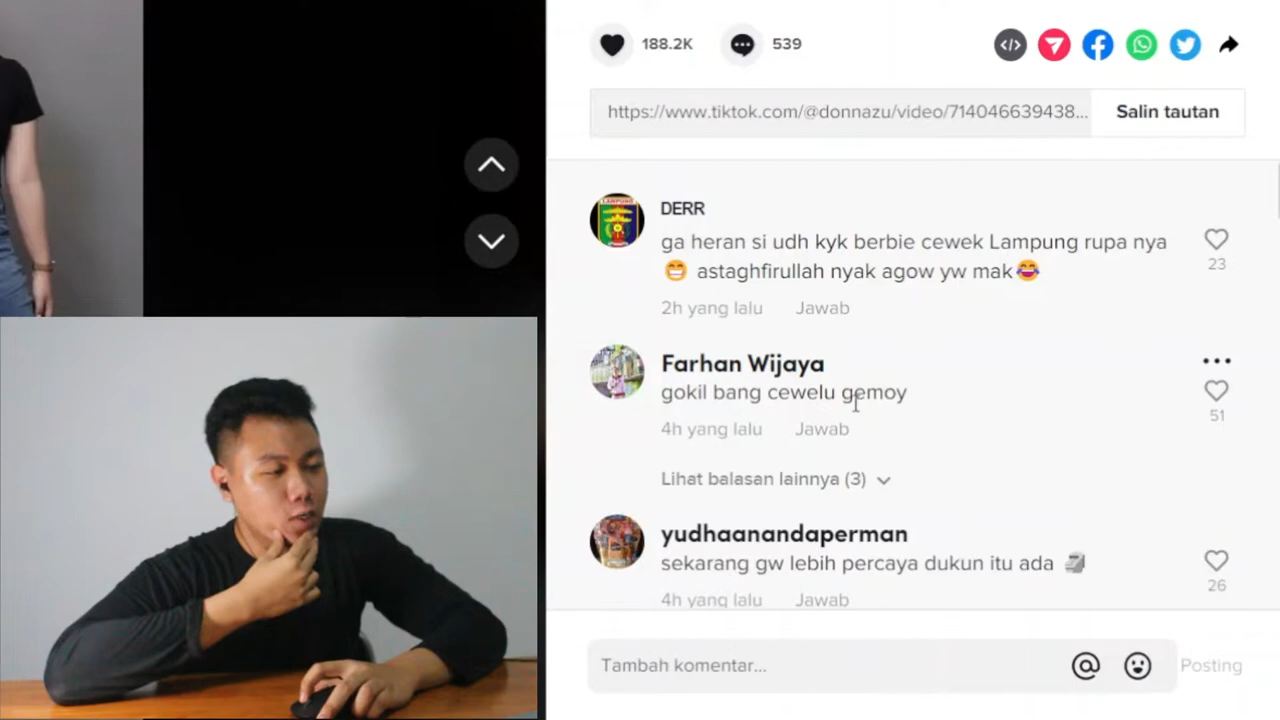 188.2K
539
https://www.tiktok.com/@donnazu/video/714046639438...
Salin tautan
LAMPUNG
DERR
ga heran si udh kyk berbie cewek Lampung rupa nya
😁 astaghfirullah nyak agow yw mak😂
23
2h yang lalu Jawab
Farhan Wijaya
gokil bang cewelu gemoy
51
4h yang lalu Jawab
Lihat balasan lainnya (3)
yudhaanandaperman
sekarang gw lebih percaya dukun itu ada 🗿
26
4h yang lalu Jawab
Tambah komentar...
Posting